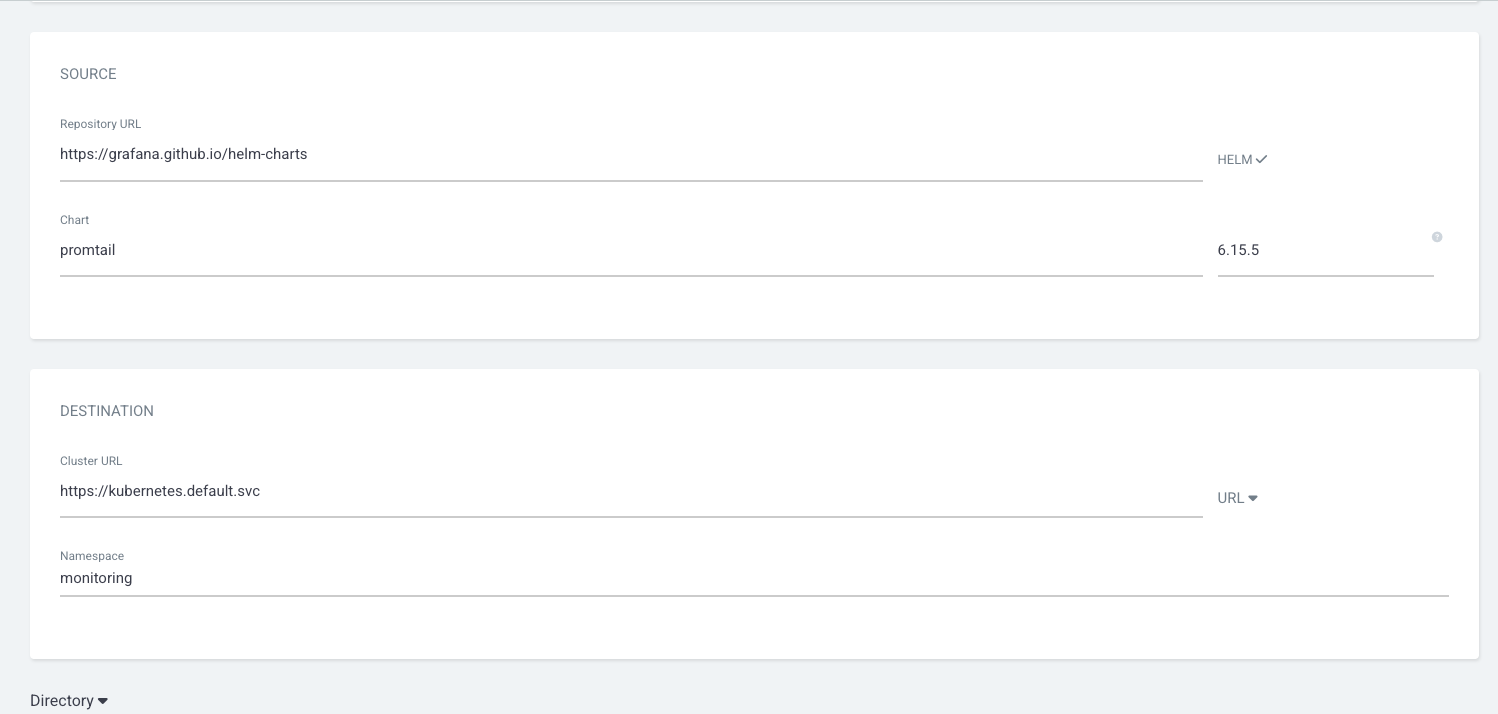 SOURCE
Repository URL
https://grafana.github.io/helm-charts
HELM
Chart
promtail
6.15.5
DESTINATION
Cluster URL
https://kubernetes.default.svc
URL
Namespace
monitoring
Directory